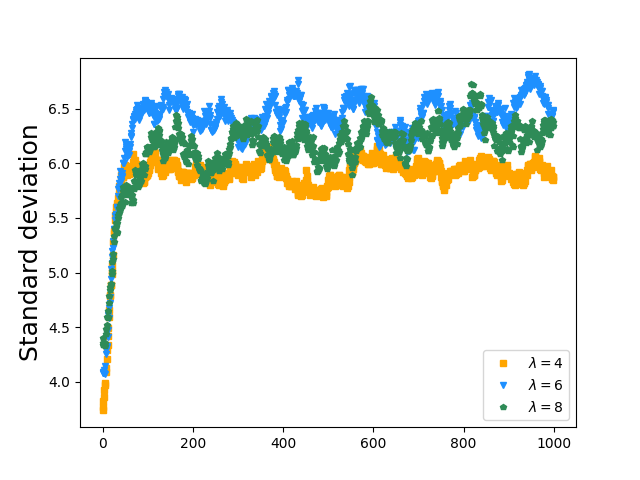 Standard deviation
6.5
6.0
5.5
5.0
4.5
4.0
0 200 400 600 800 1000
λ = 4
λ = 6
λ = 8